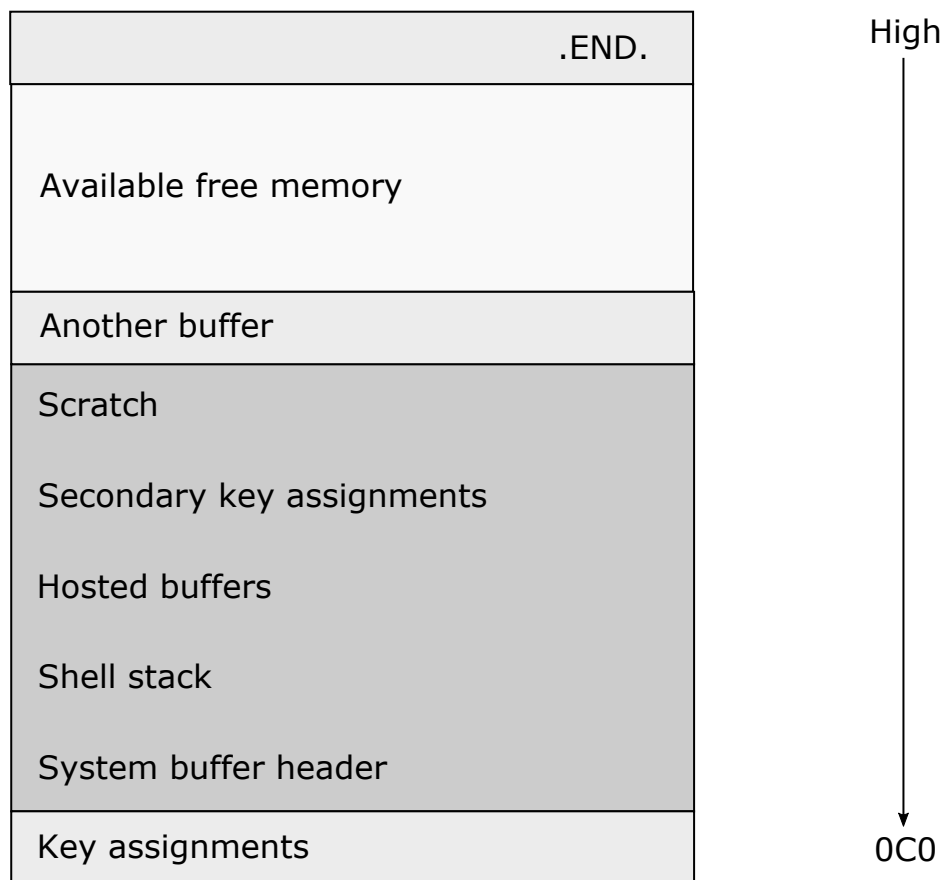 .END.
High
Available free memory
Another buffer
Scratch
Secondary key assignments
Hosted buffers
Shell stack
System buffer header
Key assignments
0C0